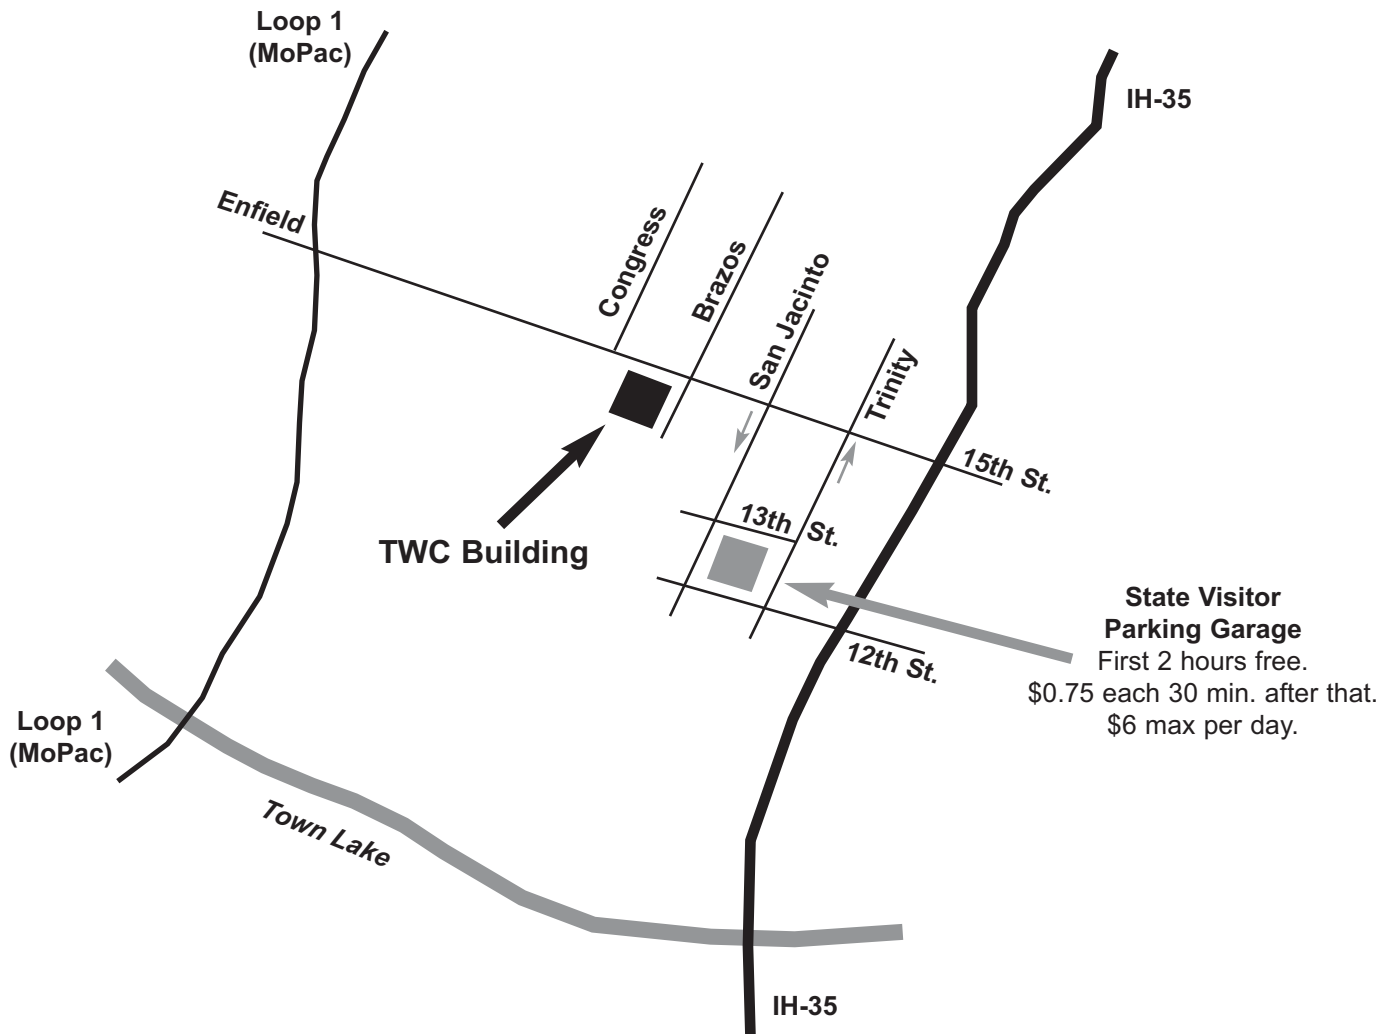 Loop 1
(MoPac)
IH-35
Enfield
Congress
Brazos
San Jacinto
Trinity
15th St.
13th St.
TWC Building
12th St.
State Visitor
Parking Garage
First 2 hours free.
$0.75 each 30 min. after that.
$6 max per day.
Loop 1
(MoPac)
Town Lake
IH-35